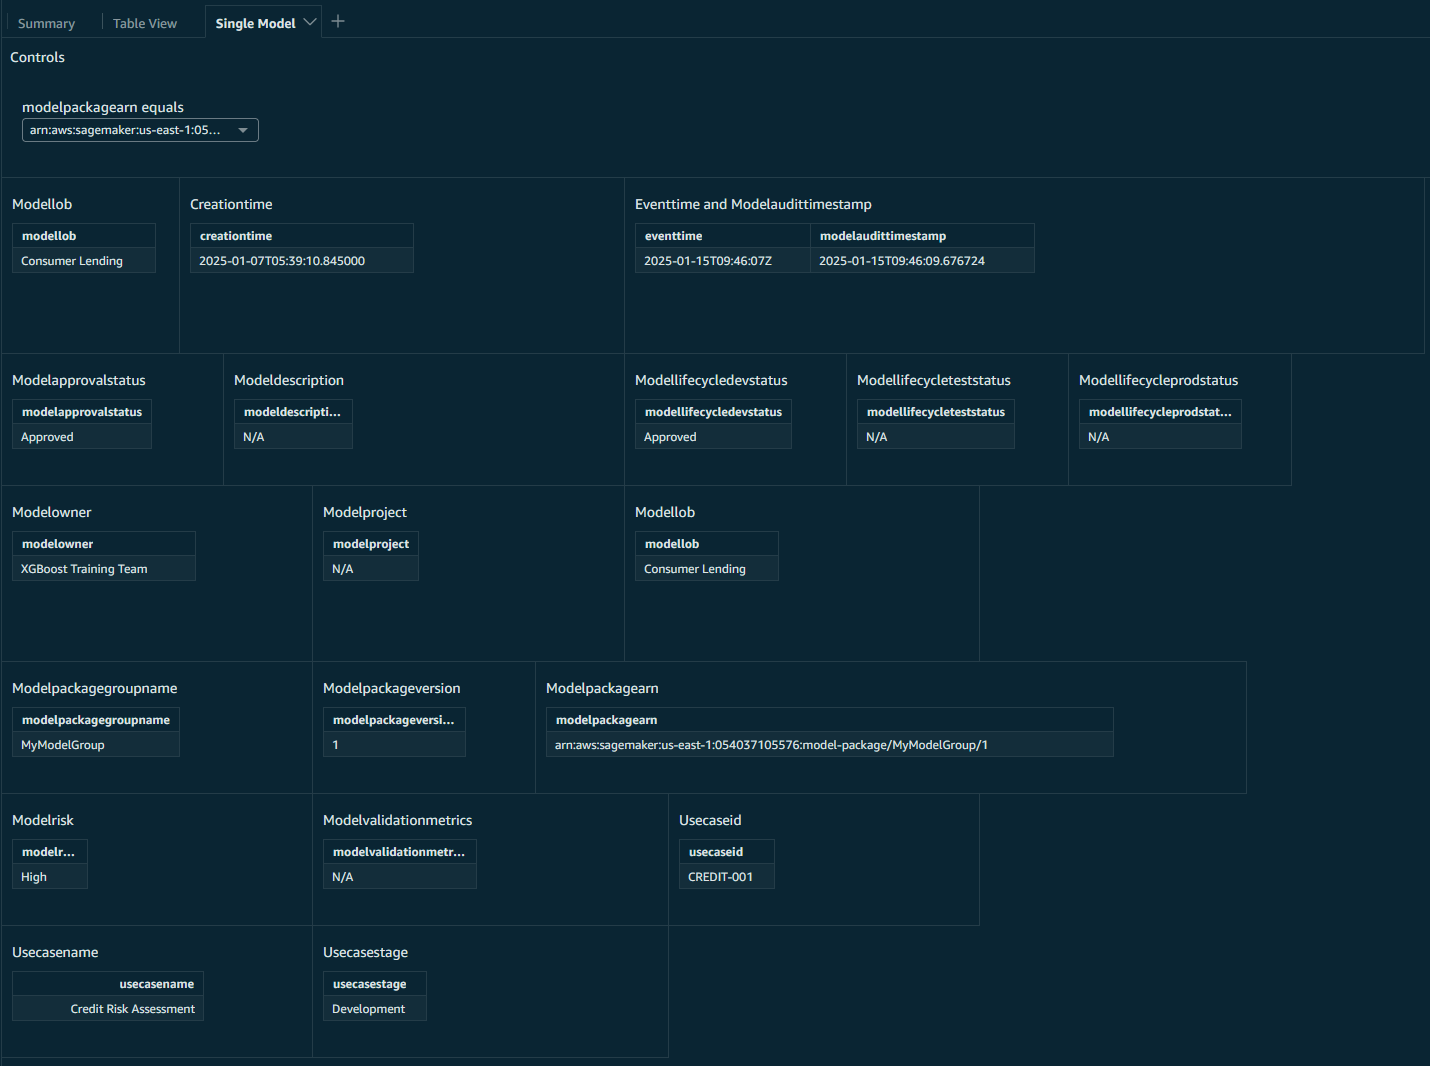 Summary
Table View
Single Model
Controls
modelpackagearn equals
arn:aws:sagemaker:us-east-1:05...
Modellob
modellob
Consumer Lending
Creationtime
creationtime
2025-01-07T05:39:10.845000
Eventtime and Modelaudittimestamp
eventtime modelaudittimestamp
2025-01-15T09:46:07Z 2025-01-15T09:46:09.676724
Modelapprovalstatus
modelapprovalstatus
Approved
Modeldescription
modeldescripti...
N/A
Modellifecycledevstatus
modellifecycledevstatus
Approved
Modellifecycleteststatus
modellifecycleteststatus
N/A
Modellifecycleprodstatus
modellifecycleprodstat...
N/A
Modelowner
modelowner
XGBoost Training Team
Modelproject
modelproject
N/A
Modellob
modellob
Consumer Lending
Modelpackagegroupname
modelpackagegroupname
MyModelGroup
Modelpackageversion
modelpackageversi...
1
Modelpackagearn
modelpackagearn
arn:aws:sagemaker:us-east-1:054037105576:model-package/MyModelGroup/1
Modelrisk
modelr...
High
Modelvalidationmetrics
modelvalidationmetr...
N/A
Usecaseid
usecaseid
CREDIT-001
Usecasename
usecasename
Credit Risk Assessment
Usecasestage
usecasestage
Development